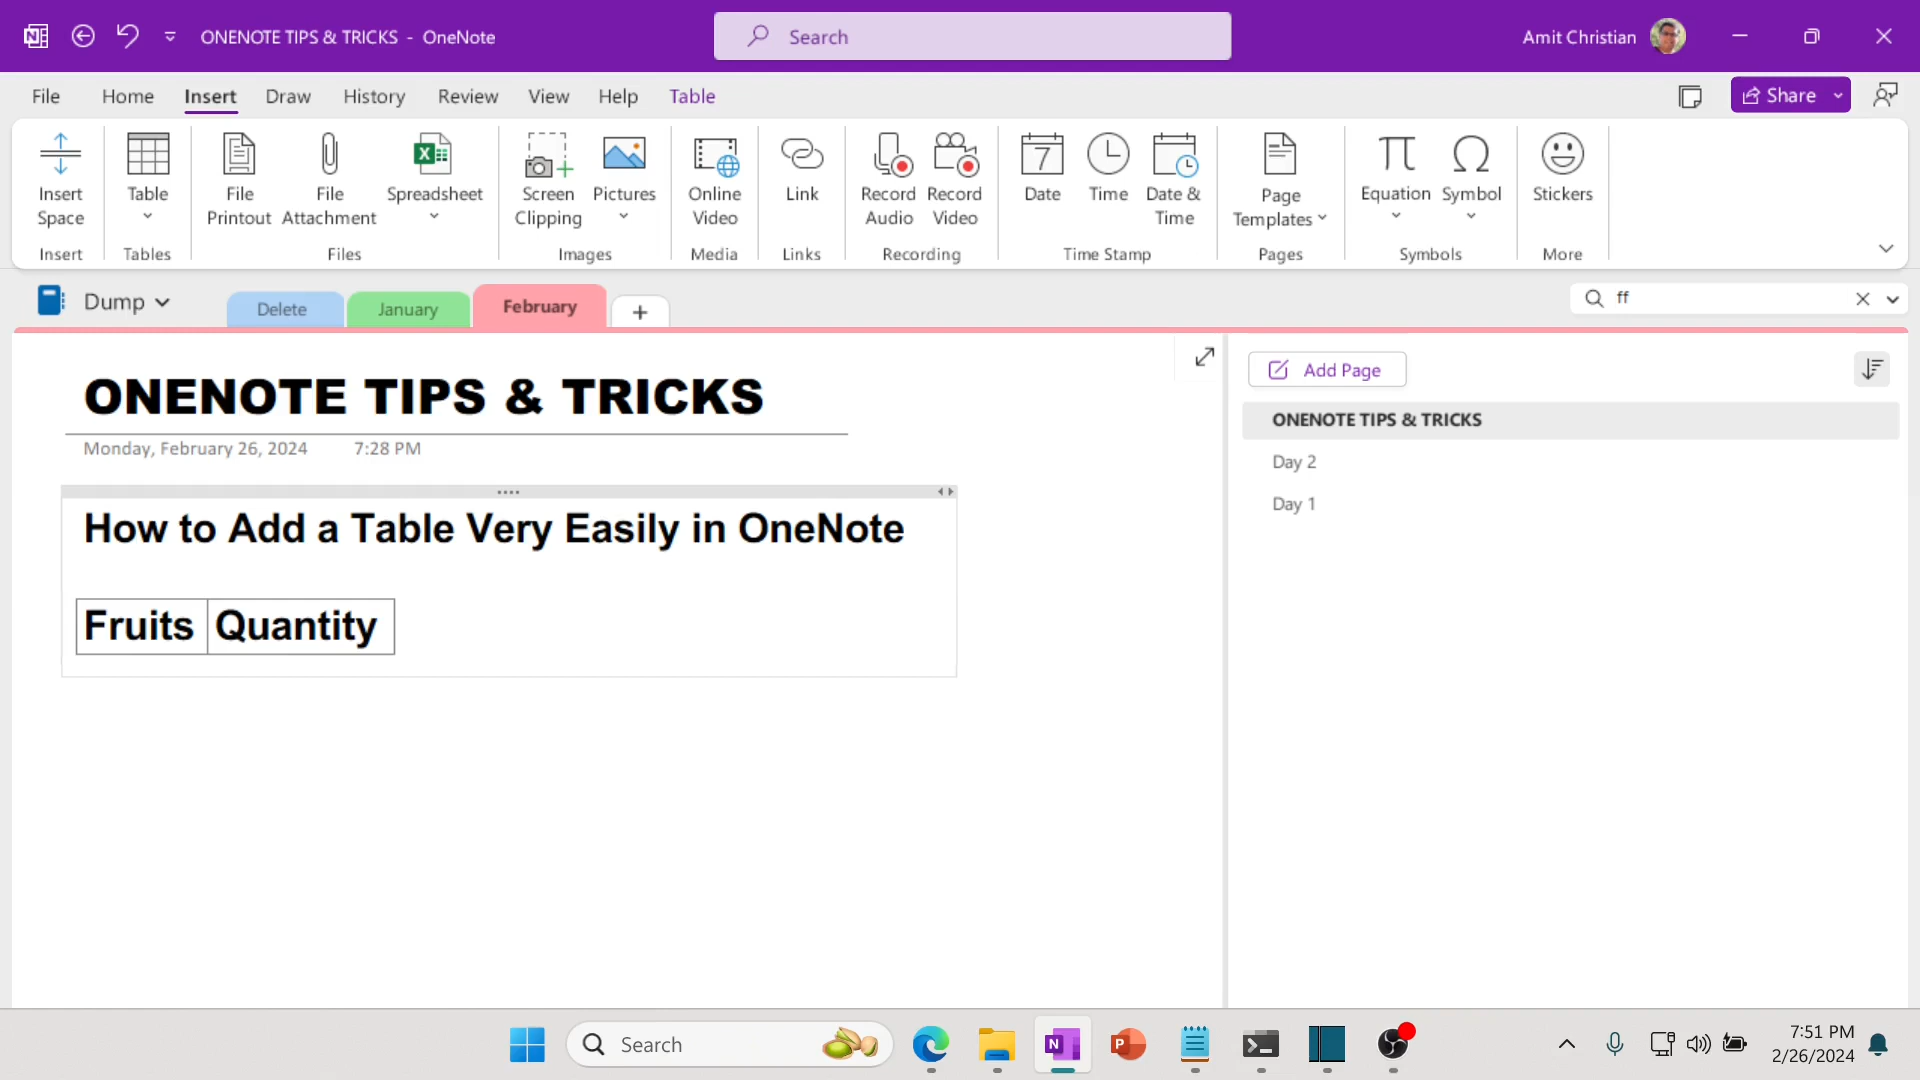 ONENOTE TIPS & TRICKS - OneNote
Search
Amit Christian
File Home Insert Draw History Review View Help Table
Share
Insert Space
Table
File Printout
File Attachment
Spreadsheet
Screen Clipping
Pictures
Online Video
Link
Record Audio
Record Video
7
Date
Time
Date & Time
Page Templates
Equation
Symbol
Stickers
Insert Tables Files Images Media Links Recording Time Stamp Pages Symbols More
Dump
Delete
January
February
+
ff
ONENOTE TIPS & TRICKS
Monday, February 26, 2024 7:28 PM
How to Add a Table Very Easily in OneNote
Fruits Quantity
Add Page
ONENOTE TIPS & TRICKS
Day 2
Day 1
Search
7:51 PM
2/26/2024